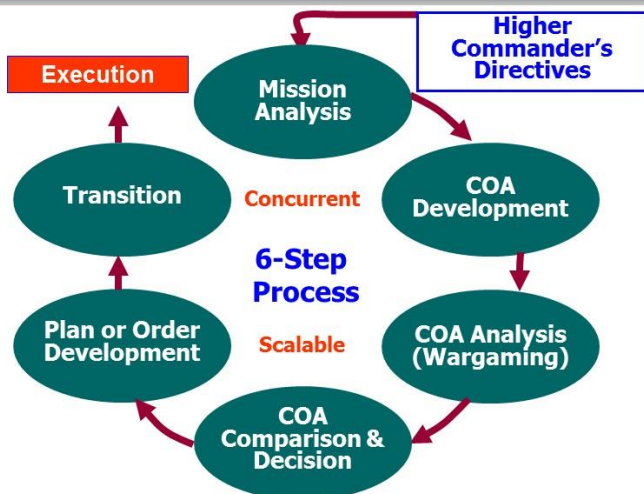 Higher
Commander's
Directives
Execution
Mission
Analysis
Transition
Concurrent
COA
Development
6-Step
Process
Plan or Order
Development
Scalable
COA Analysis
(Wargaming)
COA
Comparison &
Decision